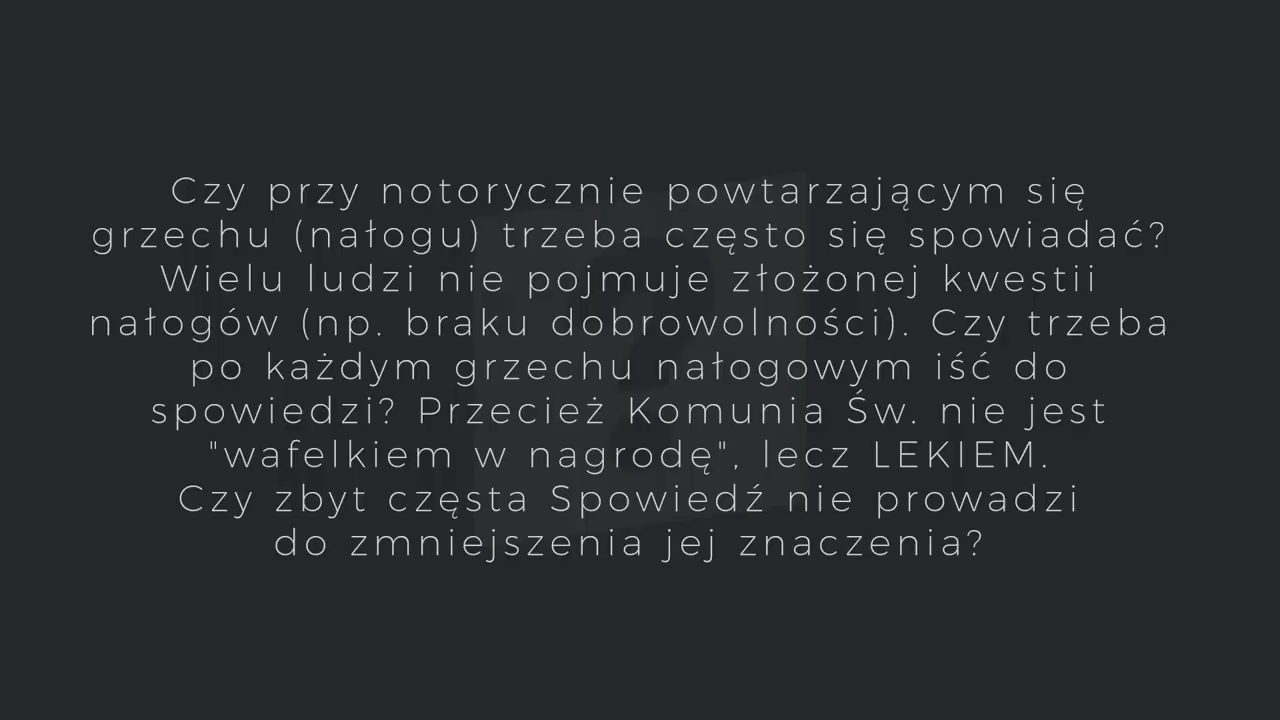 Czy przy notorycznie powtarzającym się
grzechu (nałogu) trzeba często się spowiadać?
Wielu ludzi nie pojmuje złożonej kwestii
nałogów (np. braku dobrowolności). Czy trzeba
po każdym grzechu nałogowym iść do
spowiedzi? Przecież Komunia Św. nie jest
"wafelkiem w nagrodę", lecz LEKIEM.
Czy zbyt częsta Spowiedź nie prowadzi
do zmniejszenia jej znaczenia?